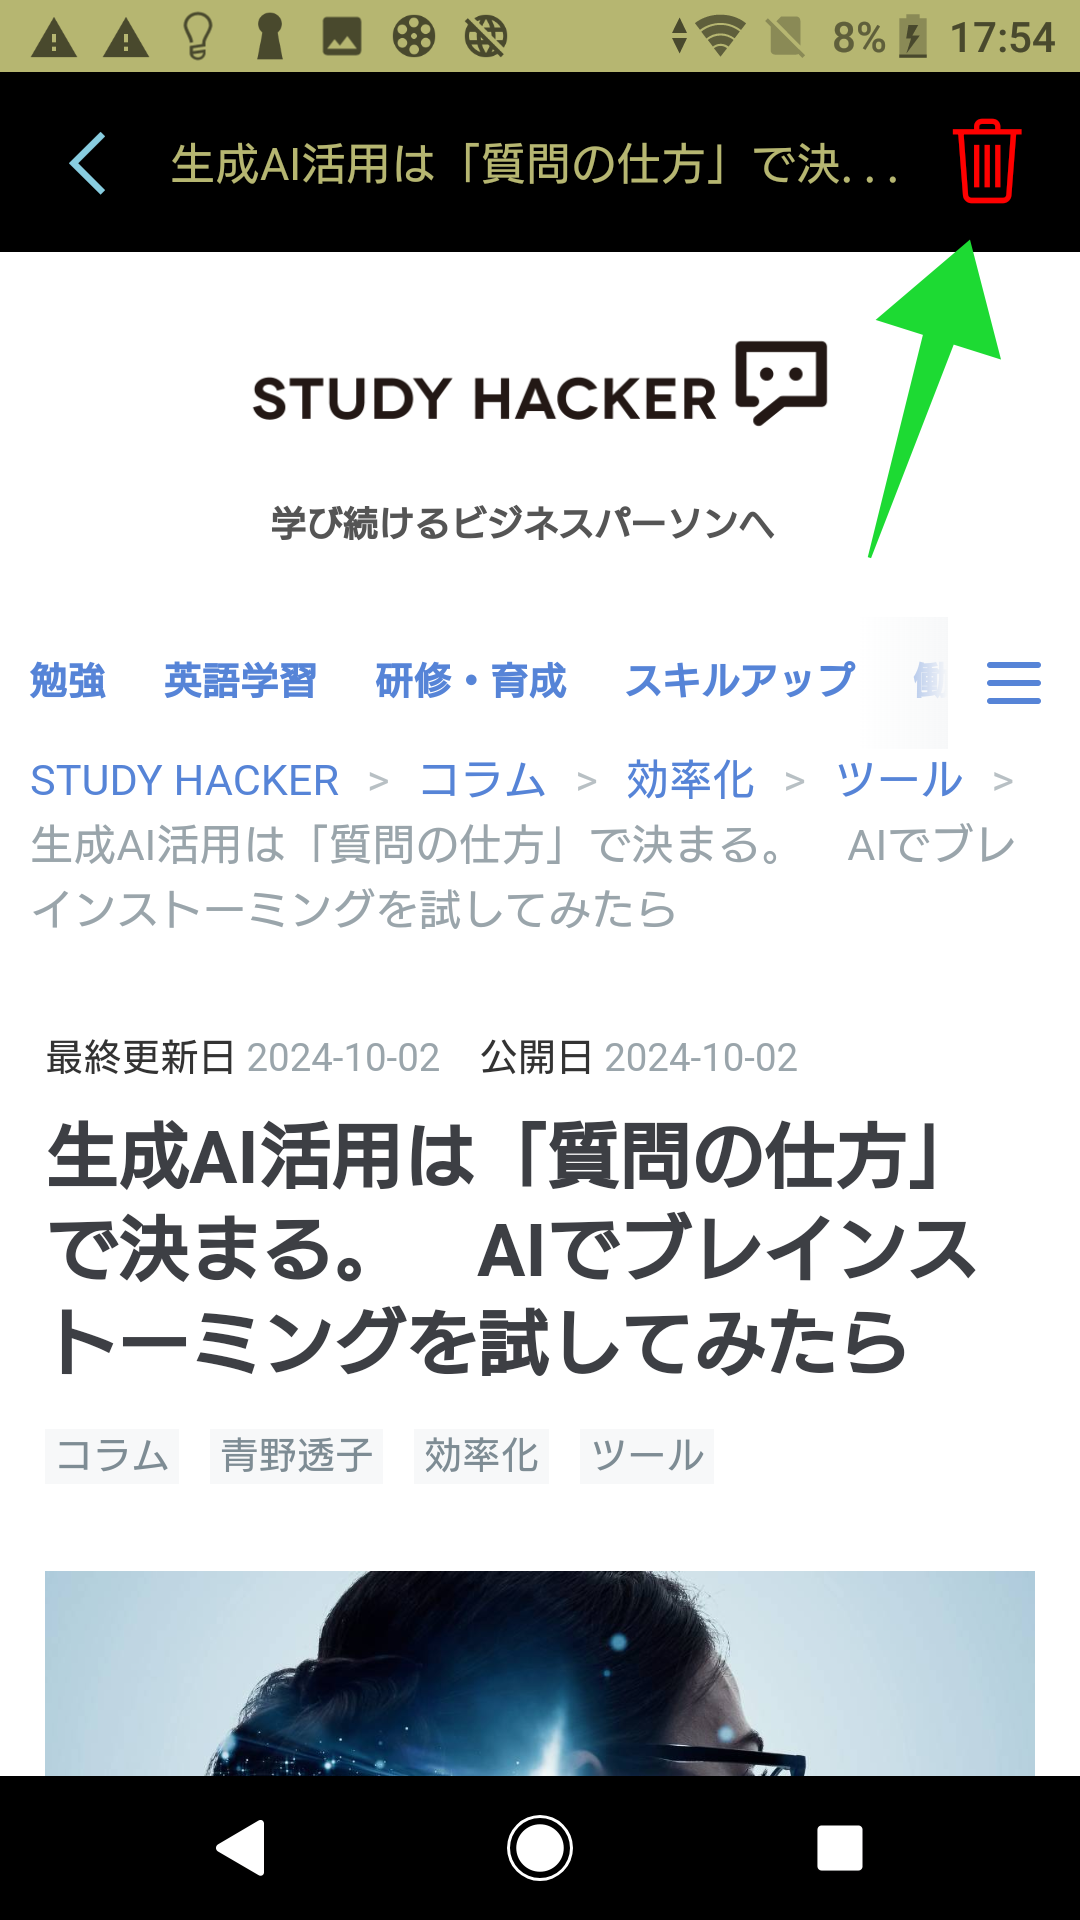 8% 17:54
生成AI活用は「質問の仕方」で決...
STUDY HACKER
学び続けるビジネスパーソンへ
勉強 英語学習 研修・育成 スキルアップ 働
STUDY HACKER > コラム > 効率化 > ツール >
生成AI活用は「質問の仕方」で決まる。 AIでブレ
インストーミングを試してみたら
最終更新日 2024-10-02 公開日 2024-10-02
生成AI活用は「質問の仕方」
で決まる。 AIでブレインス
トーミングを試してみたら
コラム 青野透子 効率化 ツール